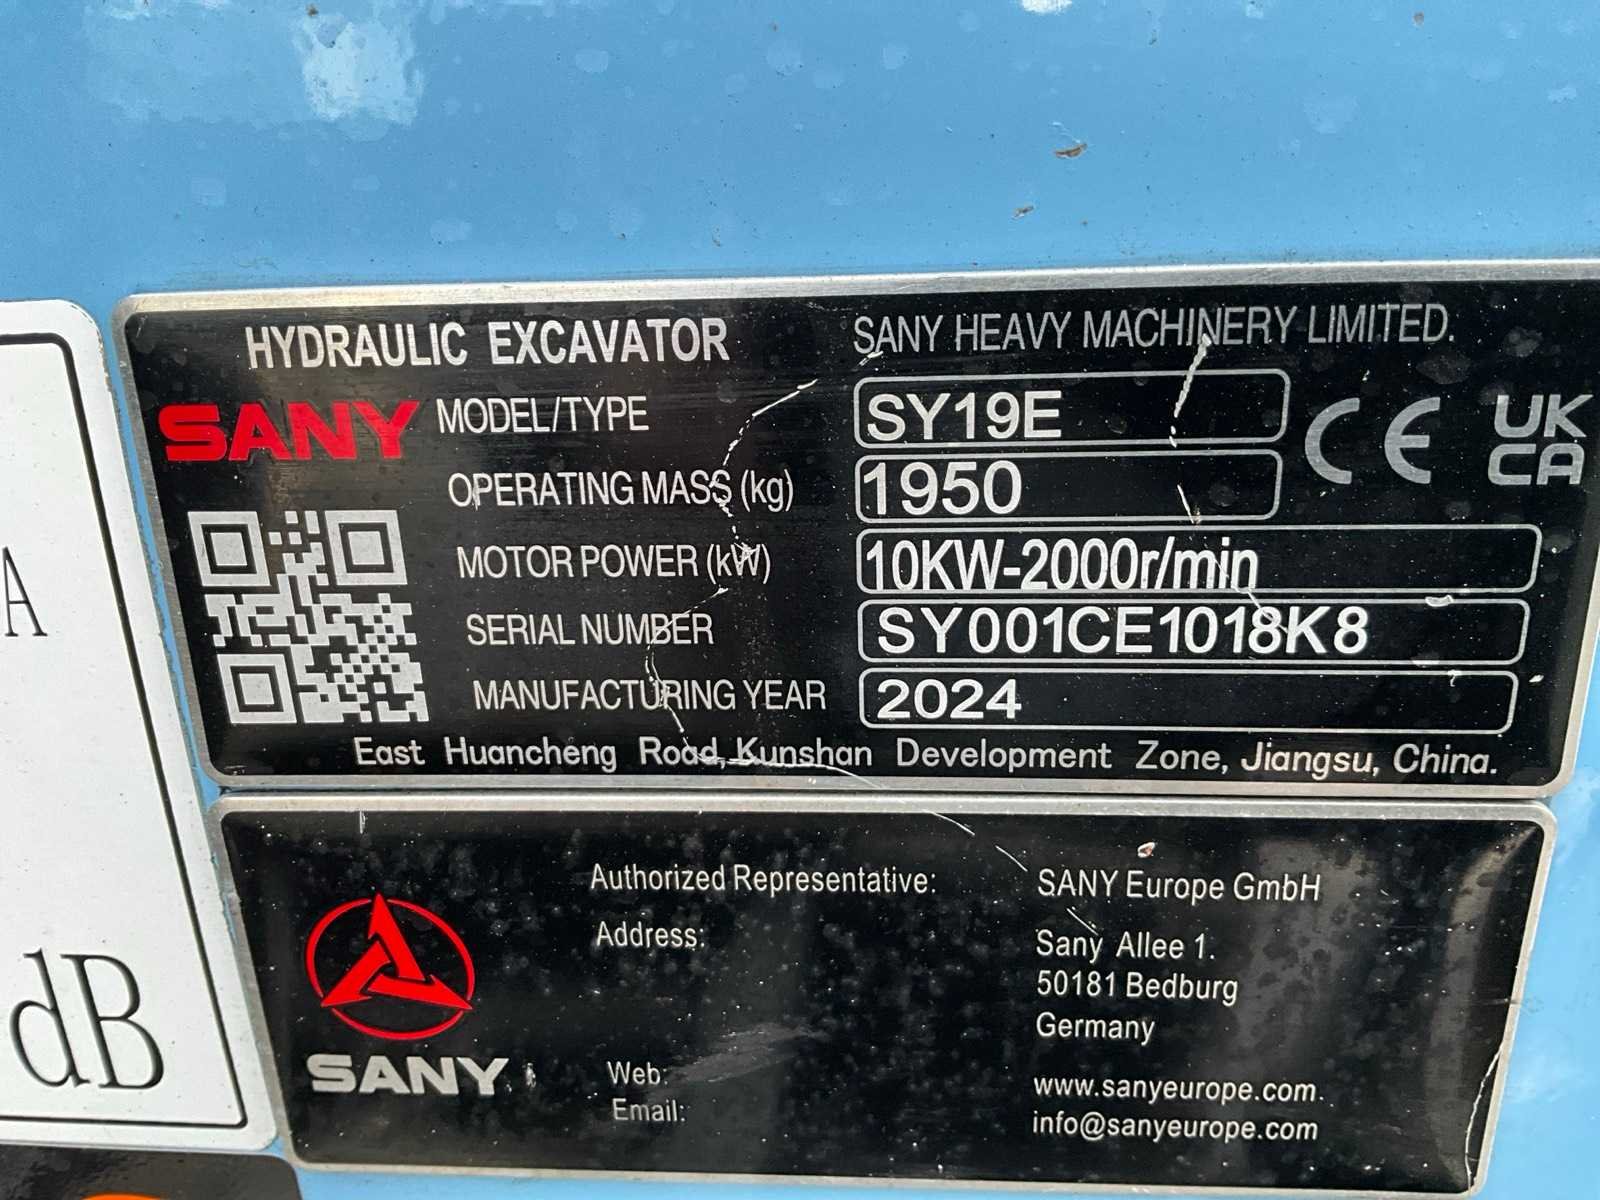 HYDRAULIC EXCAVATOR
SANY HEAVY MACHINERY LIMITED.
SANY
MODEL/TYPE SY19E
CE
UK
CA
OPERATING MASS (kg) 1950
MOTOR POWER (kW) 10KW-2000r/min
SERIAL NUMBER SY001CE1018K8
MANUFACTURING YEAR 2024
East Huancheng Road, Kunshan Development Zone, Jiangsu, China.
A
dB
Authorized Representative: SANY Europe GmbH
Address: Sany Allee 1.
50181 Bedburg
Germany
SANY
Web: www.sanyeurope.com.
Email: info@sanyeurope.com